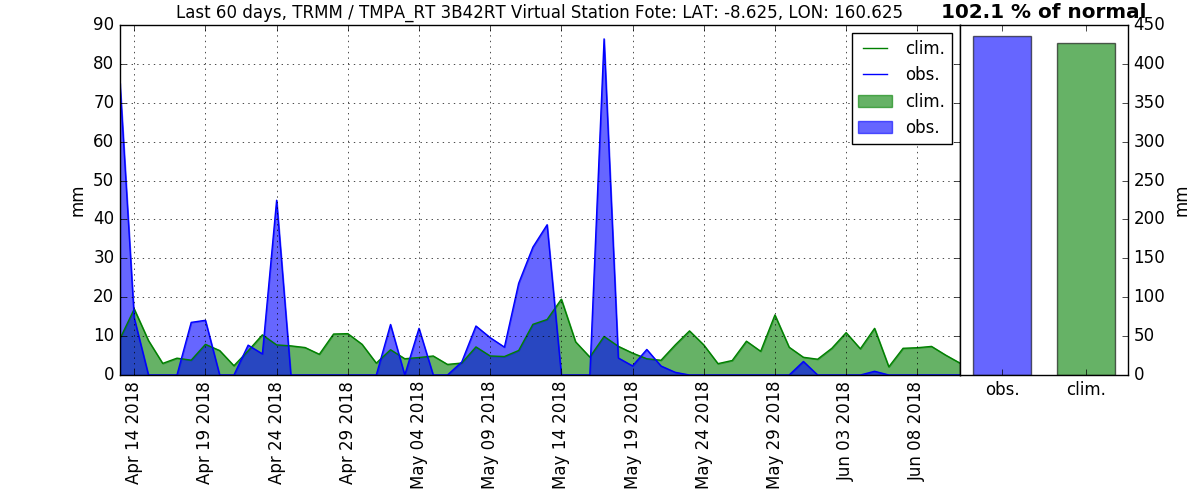 Last 60 days, TRMM / TMPA_RT 3B42RT Virtual Station Fote: LAT: -8.625, LON: 160.625
102.1 % of normal
90
80
70
60
50
40
30
20
10
0
mm
clim.
obs.
clim.
obs.
450
400
350
300
250
200
150
100
50
0
mm
Apr 14 2018
Apr 19 2018
Apr 24 2018
Apr 29 2018
May 04 2018
May 09 2018
May 14 2018
May 19 2018
May 24 2018
May 29 2018
Jun 03 2018
Jun 08 2018
obs.
clim.